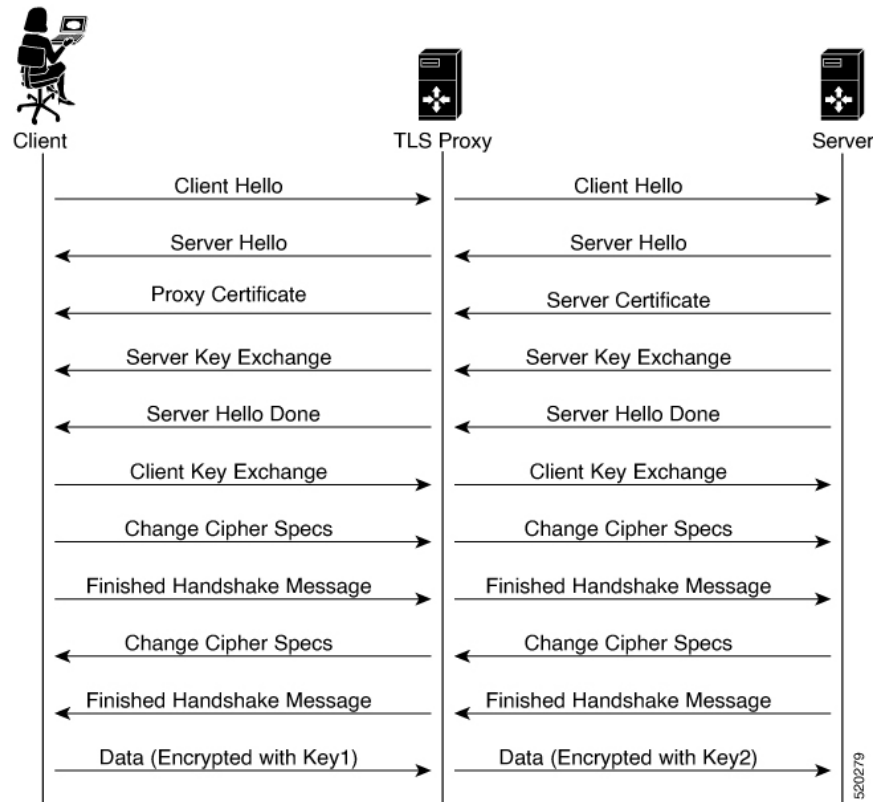 Client
TLS Proxy
Server
Client Hello
Client Hello
Server Hello
Server Hello
Proxy Certificate
Server Certificate
Server Key Exchange
Server Key Exchange
Server Hello Done
Server Hello Done
Client Key Exchange
Client Key Exchange
Change Cipher Specs
Change Cipher Specs
Finished Handshake Message
Finished Handshake Message
Change Cipher Specs
Change Cipher Specs
Finished Handshake Message
Finished Handshake Message
Data (Encrypted with Key1)
Data (Encrypted with Key2)
520279